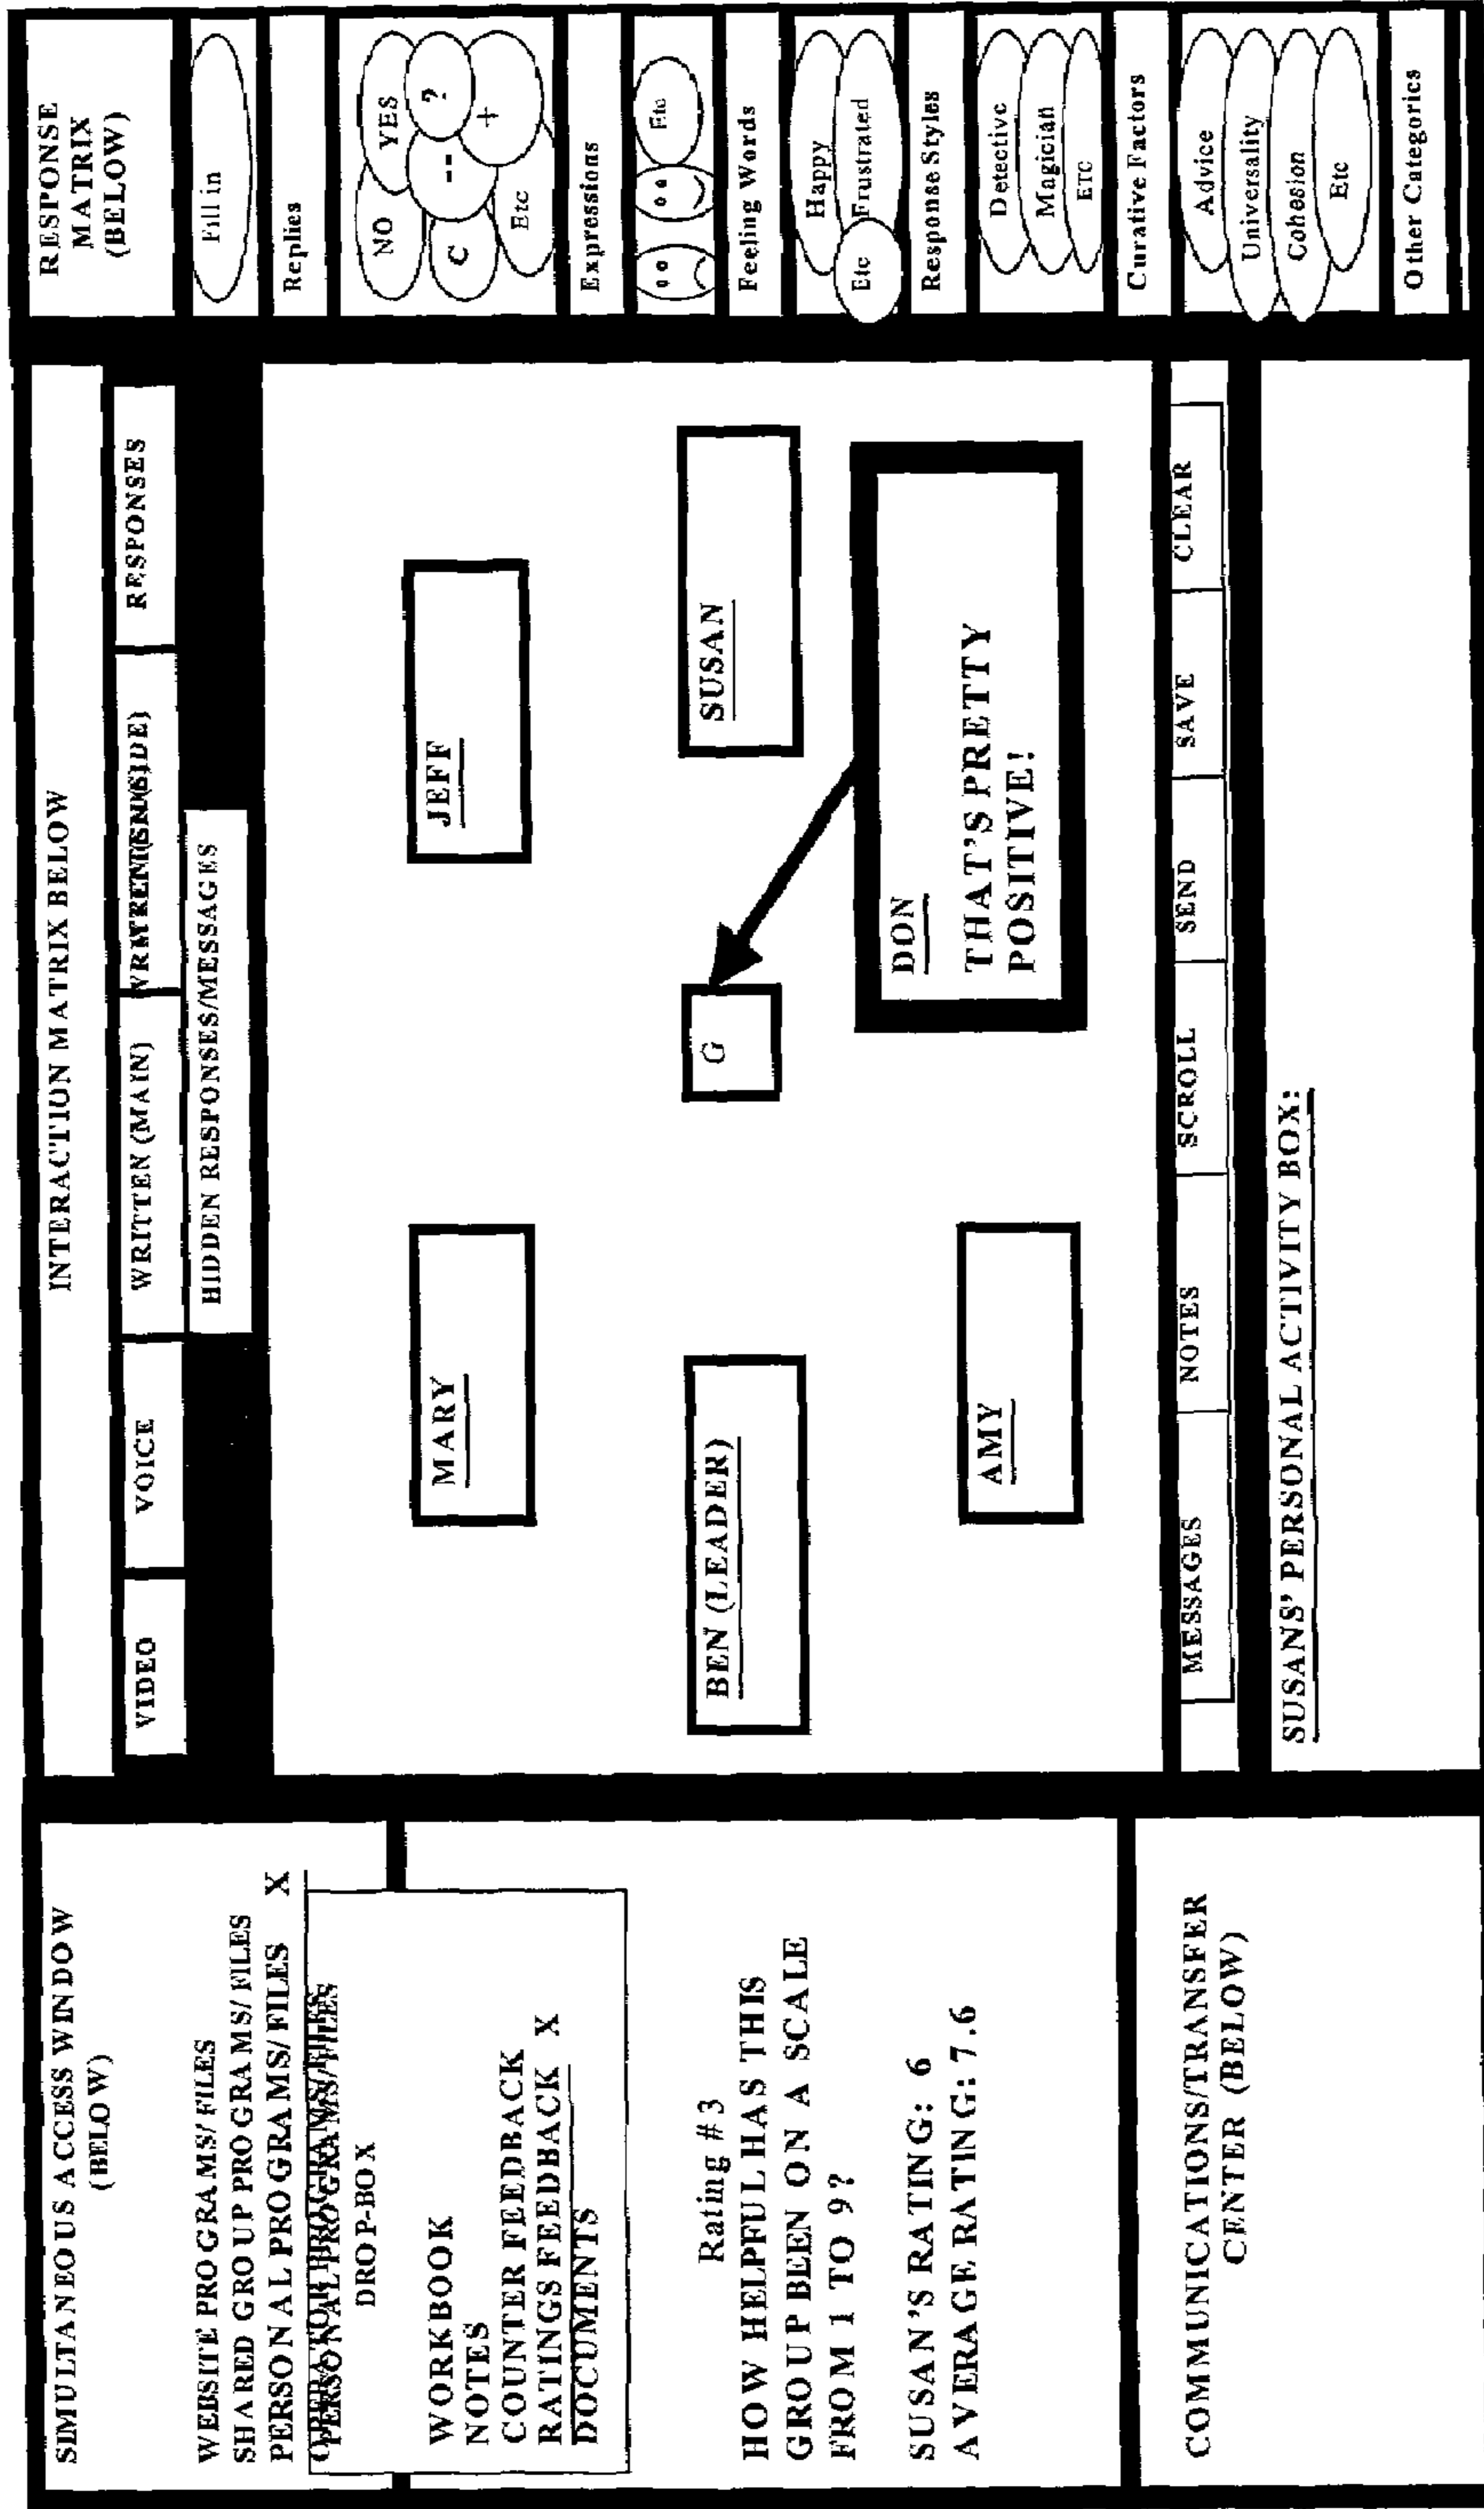 SIMULTANEOUS ACCESS WINDOW
(BELOW)
WEBSITE PROGRAMS/FILES
SHARED GROUP PROGRAMS/FILES
PERSONAL PROGRAMS/FILES X
PERSONAL PROGRAMS/FILES
DROP-BOX
WORKBOOK
NOTES
COUNTER FEEDBACK
RATINGS FEEDBACK X
DOCUMENTS
Rating #3
HOW HELPFUL HAS THIS
GROUP BEEN ON A SCALE
FROM 1 TO 9?
SUSAN'S RATING: 6
AVERAGE RATING: 7.6
COMMUNICATIONS/TRANSFER
CENTER (BELOW)
INTERACTION MATRIX BELOW
VIDEO
VOICE
WRITTEN (MAIN)
RESPONSES
HIDDEN RESPONSES/MESSAGES
MARY
JEFF
BEN (LEADER)
G
SUSAN
AMY
DON
THAT'S PRETTY
POSITIVE!
MESSAGES
NOTES
SCROLL
SEND
SAVE
CLEAR
SUSANS' PERSONAL ACTIVITY BOX:
RESPONSE
MATRIX
(BELOW)
Fill in
Replies
NO
YES
?
--
+
C
Etc
Expressions
Etc
Feeling Words
Happy
Frustrated
Etc
Response Styles
Detective
Magician
ETC
Curative Factors
Advice
Universality
Cohesion
Etc
Other Categories